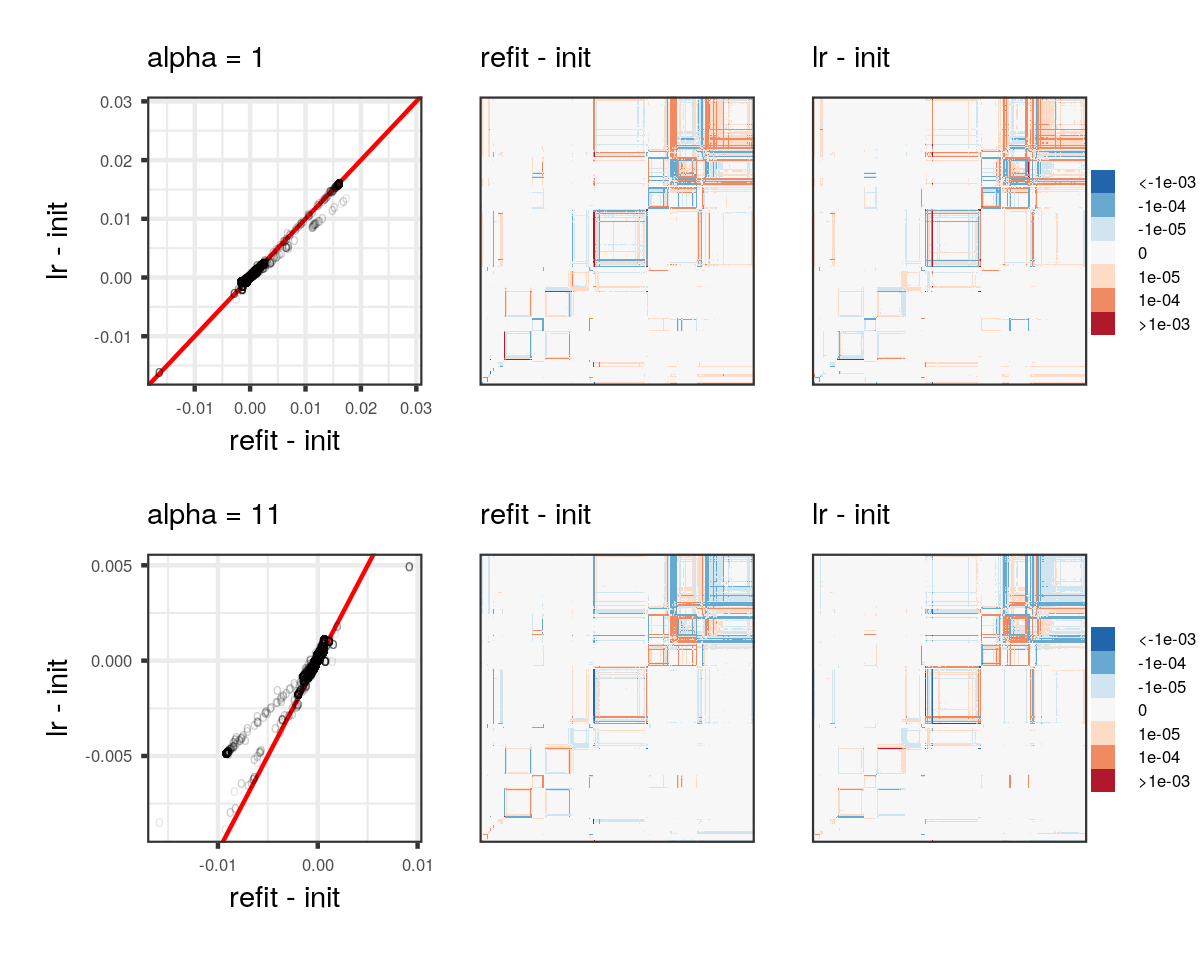 alpha = 1
refit - init
lr - init
0.03
0.02
0.01
0.00
-0.01
lr - init
-0.01 0.00 0.01 0.02 0.03
refit - init
<-1e-03
-1e-04
-1e-05
0
1e-05
1e-04
>1e-03
alpha = 11
refit - init
lr - init
0.005
0.000
-0.005
lr - init
-0.01 0.00 0.01
refit - init
<-1e-03
-1e-04
-1e-05
0
1e-05
1e-04
>1e-03